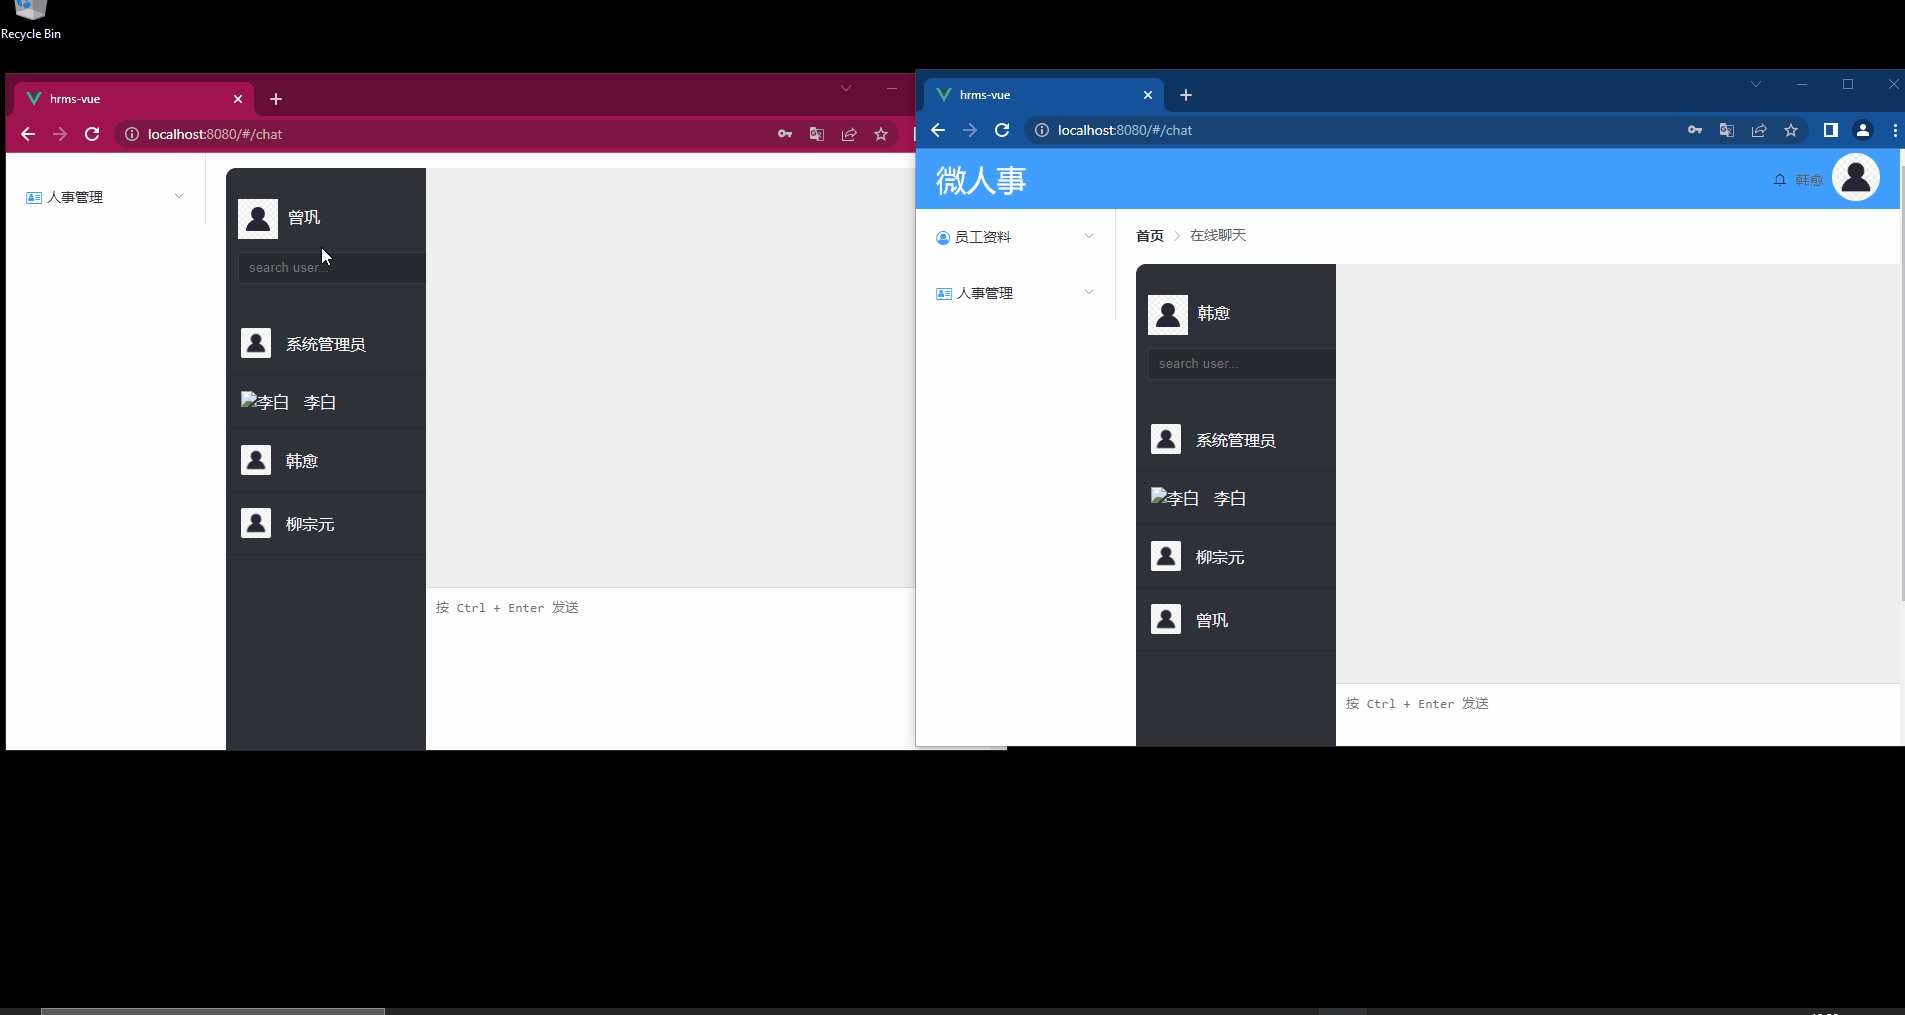 Recycle Bin
hrms-vue
localhost:8080/#/chat
人事管理
曾巩
search user...
系统管理员
李白 李白
韩愈
柳宗元
按 Ctrl + Enter 发送
hrms-vue
localhost:8080/#/chat
微人事
韩愈
员工资料
人事管理
首页 在线聊天
韩愈
search user...
系统管理员
李白 李白
柳宗元
曾巩
按 Ctrl + Enter 发送